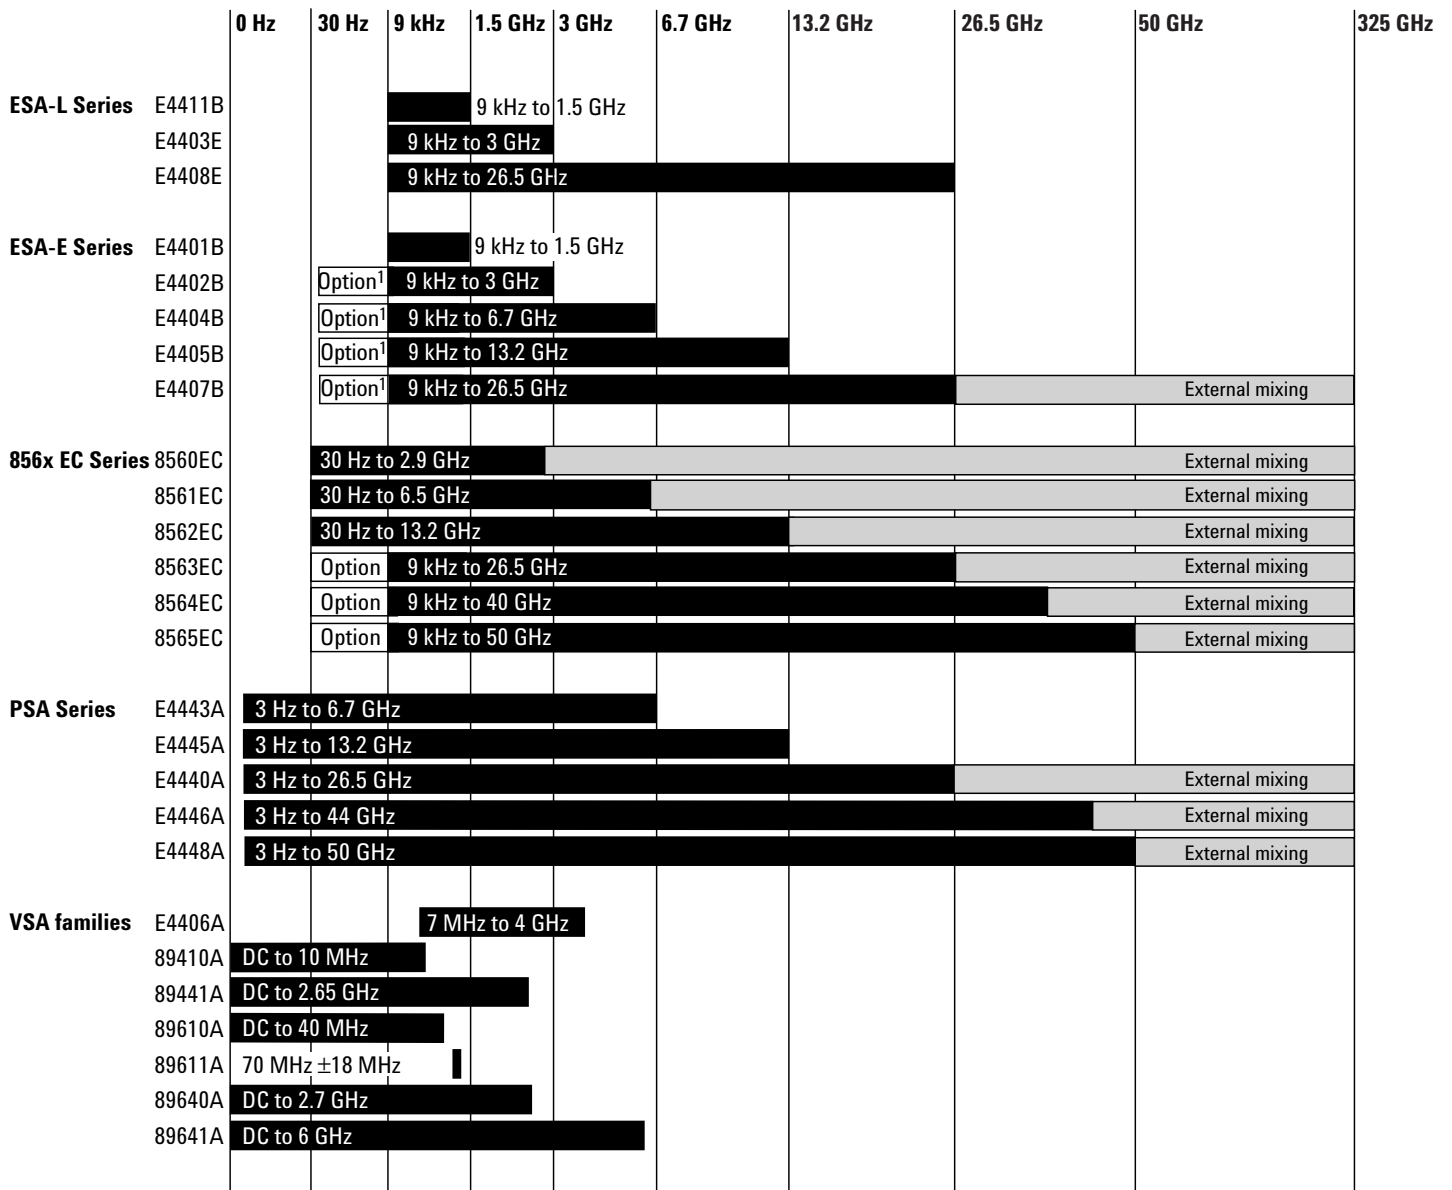 0 Hz 30 Hz 9 kHz 1.5 GHz 3 GHz 6.7 GHz 13.2 GHz 26.5 GHz 50 GHz 325 GHz
ESA-L Series E4411B 9 kHz to 1.5 GHz
E4403E 9 kHz to 3 GHz
E4408E 9 kHz to 26.5 GHz
ESA-E Series E4401B 9 kHz to 1.5 GHz
E4402B Option¹ 9 kHz to 3 GHz
E4404B Option¹ 9 kHz to 6.7 GHz
E4405B Option¹ 9 kHz to 13.2 GHz
E4407B Option¹ 9 kHz to 26.5 GHz External mixing
856x EC Series 8560EC 30 Hz to 2.9 GHz External mixing
8561EC 30 Hz to 6.5 GHz External mixing
8562EC 30 Hz to 13.2 GHz External mixing
8563EC Option 9 kHz to 26.5 GHz External mixing
8564EC Option 9 kHz to 40 GHz External mixing
8565EC Option 9 kHz to 50 GHz External mixing
PSA Series E4443A 3 Hz to 6.7 GHz
E4445A 3 Hz to 13.2 GHz
E4440A 3 Hz to 26.5 GHz External mixing
E4446A 3 Hz to 44 GHz External mixing
E4448A 3 Hz to 50 GHz External mixing
VSA families E4406A 7 MHz to 4 GHz
89410A DC to 10 MHz
89441A DC to 2.65 GHz
89610A DC to 40 MHz
89611A 70 MHz ±18 MHz
89640A DC to 2.7 GHz
89641A DC to 6 GHz